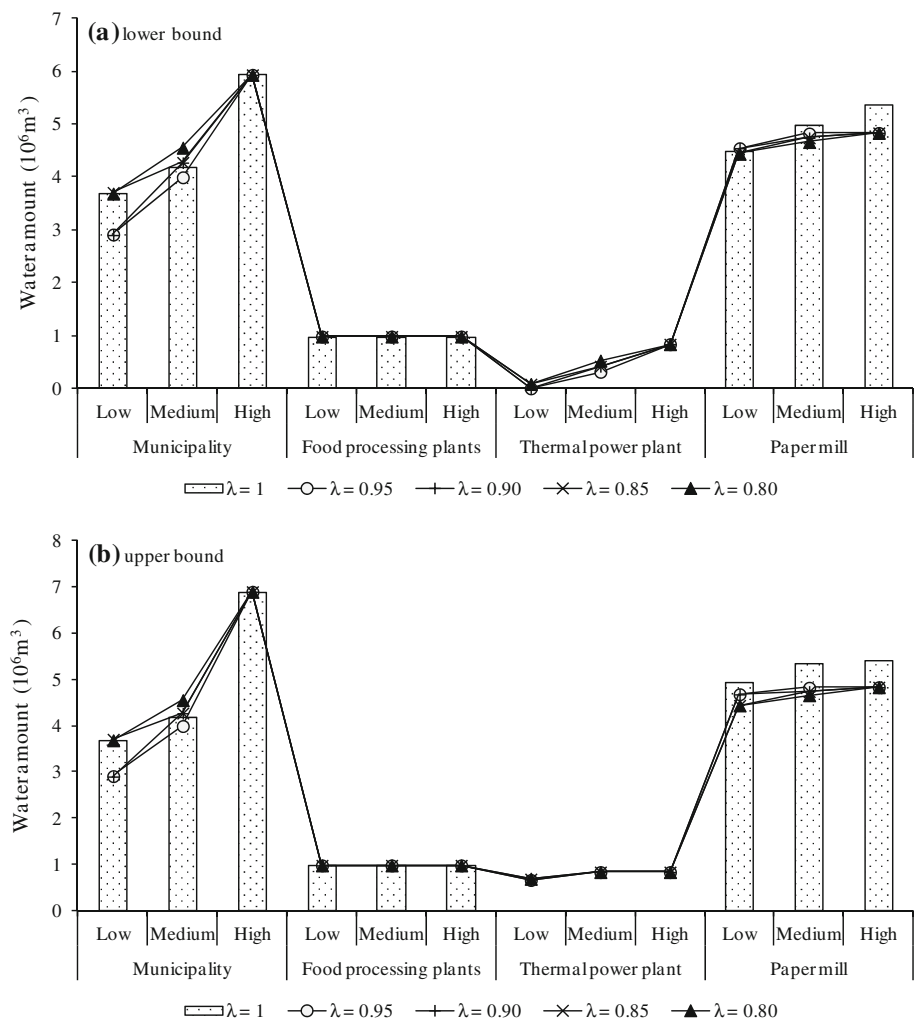 (a) lower bound
Water amount (10⁶m³)
7
6
5
4
3
2
1
0
Low Medium High Low Medium High Low Medium High Low Medium High
Municipality Food processing plants Thermal power plant Paper mill
λ = 1 λ = 0.95 λ = 0.90 λ = 0.85 λ = 0.80
(b) upper bound
Water amount (10⁶m³)
8
7
6
5
4
3
2
1
0
Low Medium High Low Medium High Low Medium High Low Medium High
Municipality Food processing plants Thermal power plant Paper mill
λ = 1 λ = 0.95 λ = 0.90 λ = 0.85 λ = 0.80